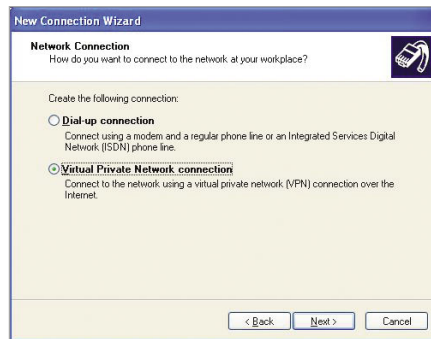 New Connection Wizard
Network Connection
How do you want to connect to the network at your workplace?
Create the following connection:
Dial-up connection
Connect using a modem and a regular phone line or an Integrated Services Digital
Network (ISDN) phone line.
Virtual Private Network connection
Connect to the network using a virtual private network (VPN) connection over the
Internet.
< Back Next > Cancel